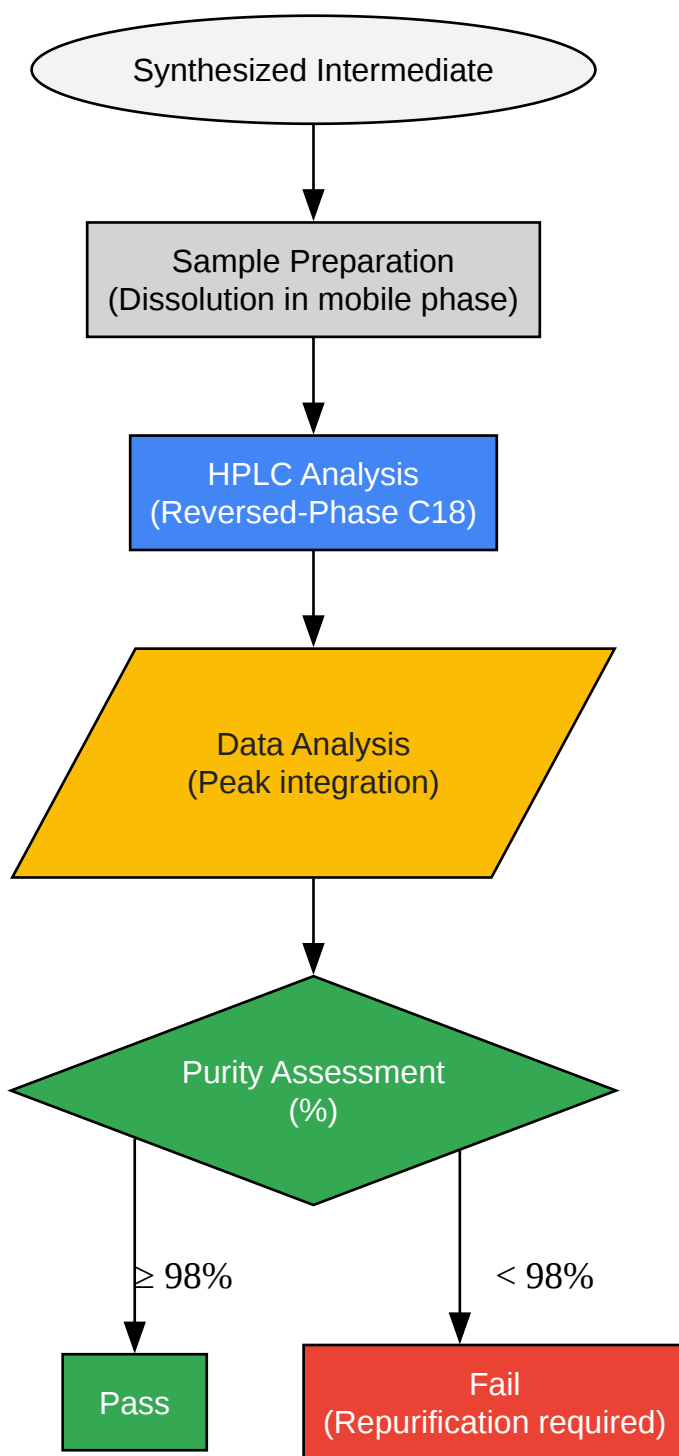 Synthesized Intermediate
Sample Preparation
(Dissolution in mobile phase)
HPLC Analysis
(Reversed-Phase C18)
Data Analysis
(Peak integration)
Purity Assessment
(%)
≥ 98%
< 98%
Pass
Fail
(Repurification required)